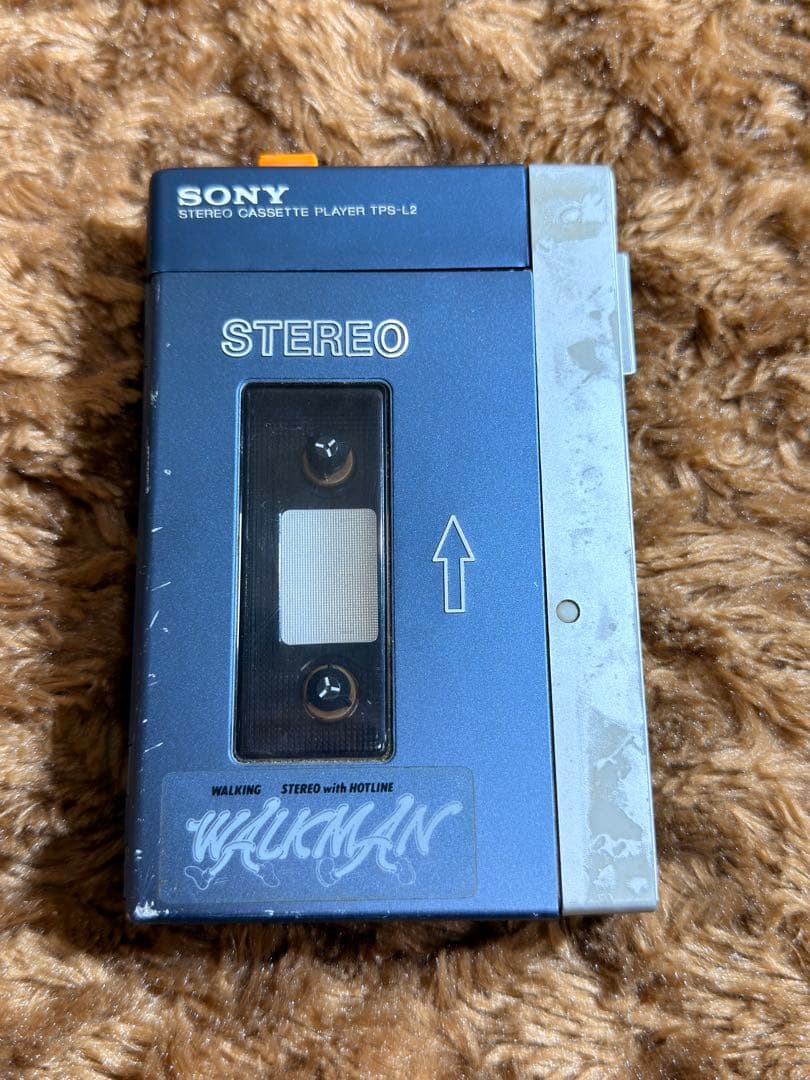 SONY
STEREO CASSETTE PLAYER TPS-L2
STEREO
WALKING STEREO with HOTLINE
WALKMAN